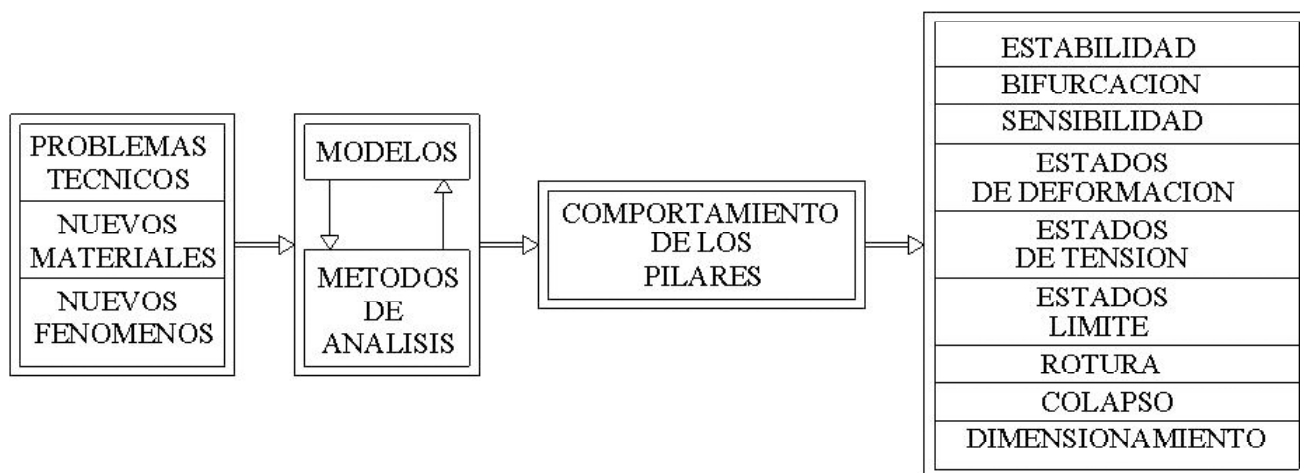 PROBLEMAS
TECNICOS
NUEVOS
MATERIALES
NUEVOS
FENOMENOS
MODELOS
METODOS
DE
ANALISIS
COMPORTAMIENTO
DE LOS
PILARES
ESTABILIDAD
BIFURCACION
SENSIBILIDAD
ESTADOS
DE DEFORMACION
ESTADOS
DE TENSION
ESTADOS
LIMITE
ROTURA
COLAPSO
DIMENSIONAMIENTO